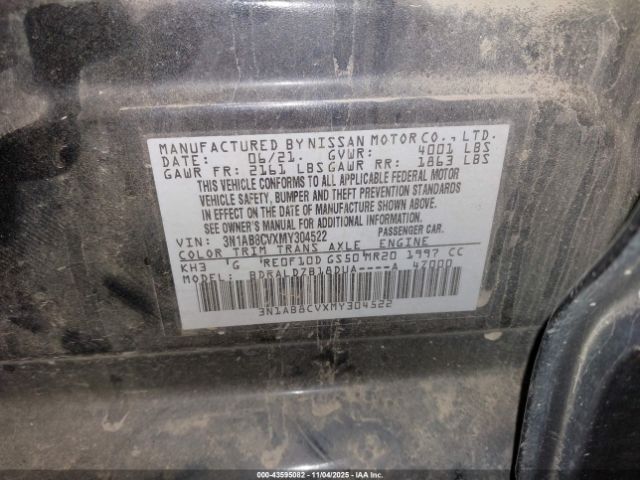 MANUFACTURED BY NISSAN MOTOR CO., LTD.
DATE: 06/21. GVWR: 4001 LBS
GAWR FR: 2161 LBS GAWR RR: 1863 LBS
THIS VEHICLE CONFORMS TO ALL APPLICABLE FEDERAL MOTOR
VEHICLE SAFETY, BUMPER AND THEFT PREVENTION STANDARDS
IN EFFECT ON THE DATE OF MANUFACTURE SHOWN ABOVE.
SEE OWNER'S MANUAL FOR ADDITIONAL INFORMATION.
VIN: 3N1AB8CVXMY304522 PASSENGER CAR.
COLOR TRIM TRANS AXLE ENGINE
KH3 G RE0F10D GS50 MR20 1997 CC
MODEL: BDRALDZB18DUA----A 47000
3N1AB8CVXMY304522
000-43595082 - 11/04/2025 - IAA Inc.